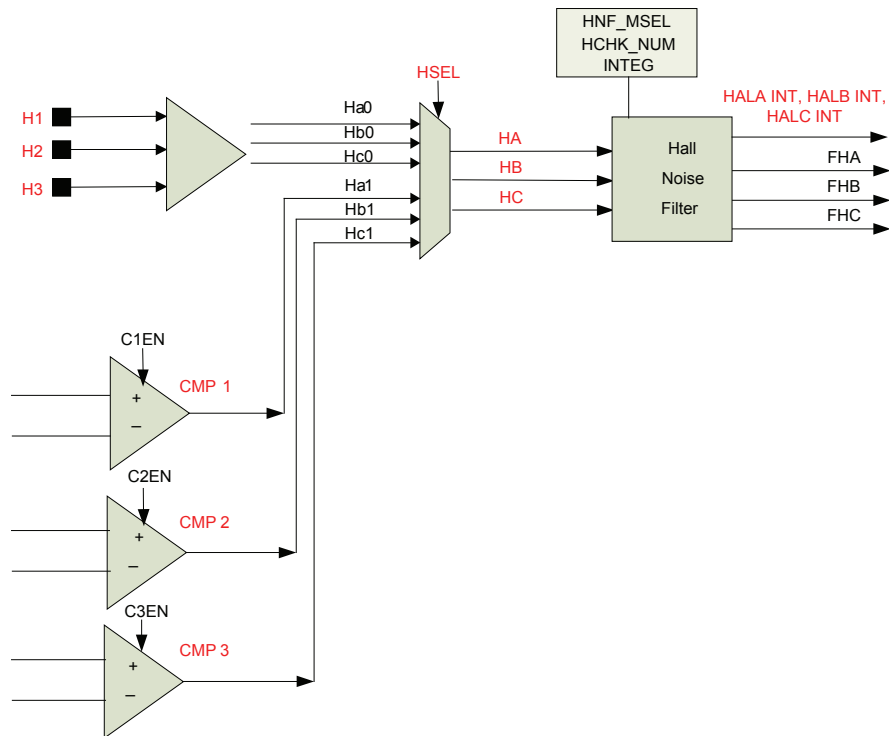 HNF_MSEL
HCHK_NUM
INTEG
HSEL
HALA INT, HALB INT,
HALC INT
H1
H2
H3
Ha0
Hb0
Hc0
Ha1
Hb1
Hc1
HA
HB
HC
Hall
Noise
Filter
FHA
FHB
FHC
C1EN
CMP 1
+
−
C2EN
CMP 2
+
−
C3EN
CMP 3
+
−